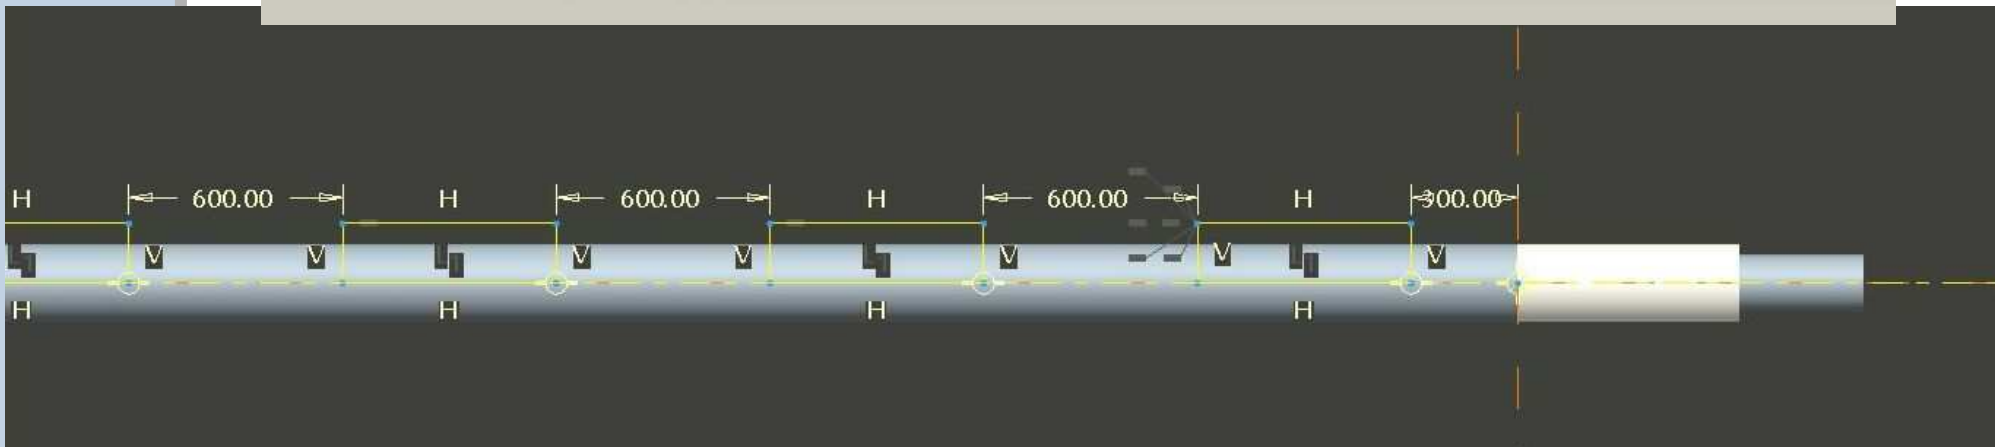 H 600.00 H 600.00 H 600.00 H 300.00
V V V V V V V
H H H H